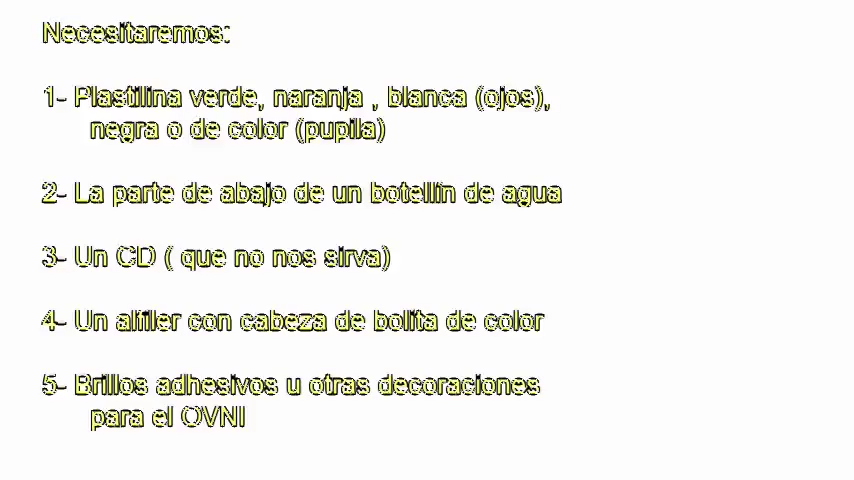 Necesitaremos:
1- Plastilina verde, naranja , blanca (ojos),
negra o de color (pupila)
2- La parte de abajo de un botellín de agua
3- Un CD ( que no nos sirva)
4- Un alfiler con cabeza de bolita de color
5- Brillos adhesivos u otras decoraciones
para el OVNI